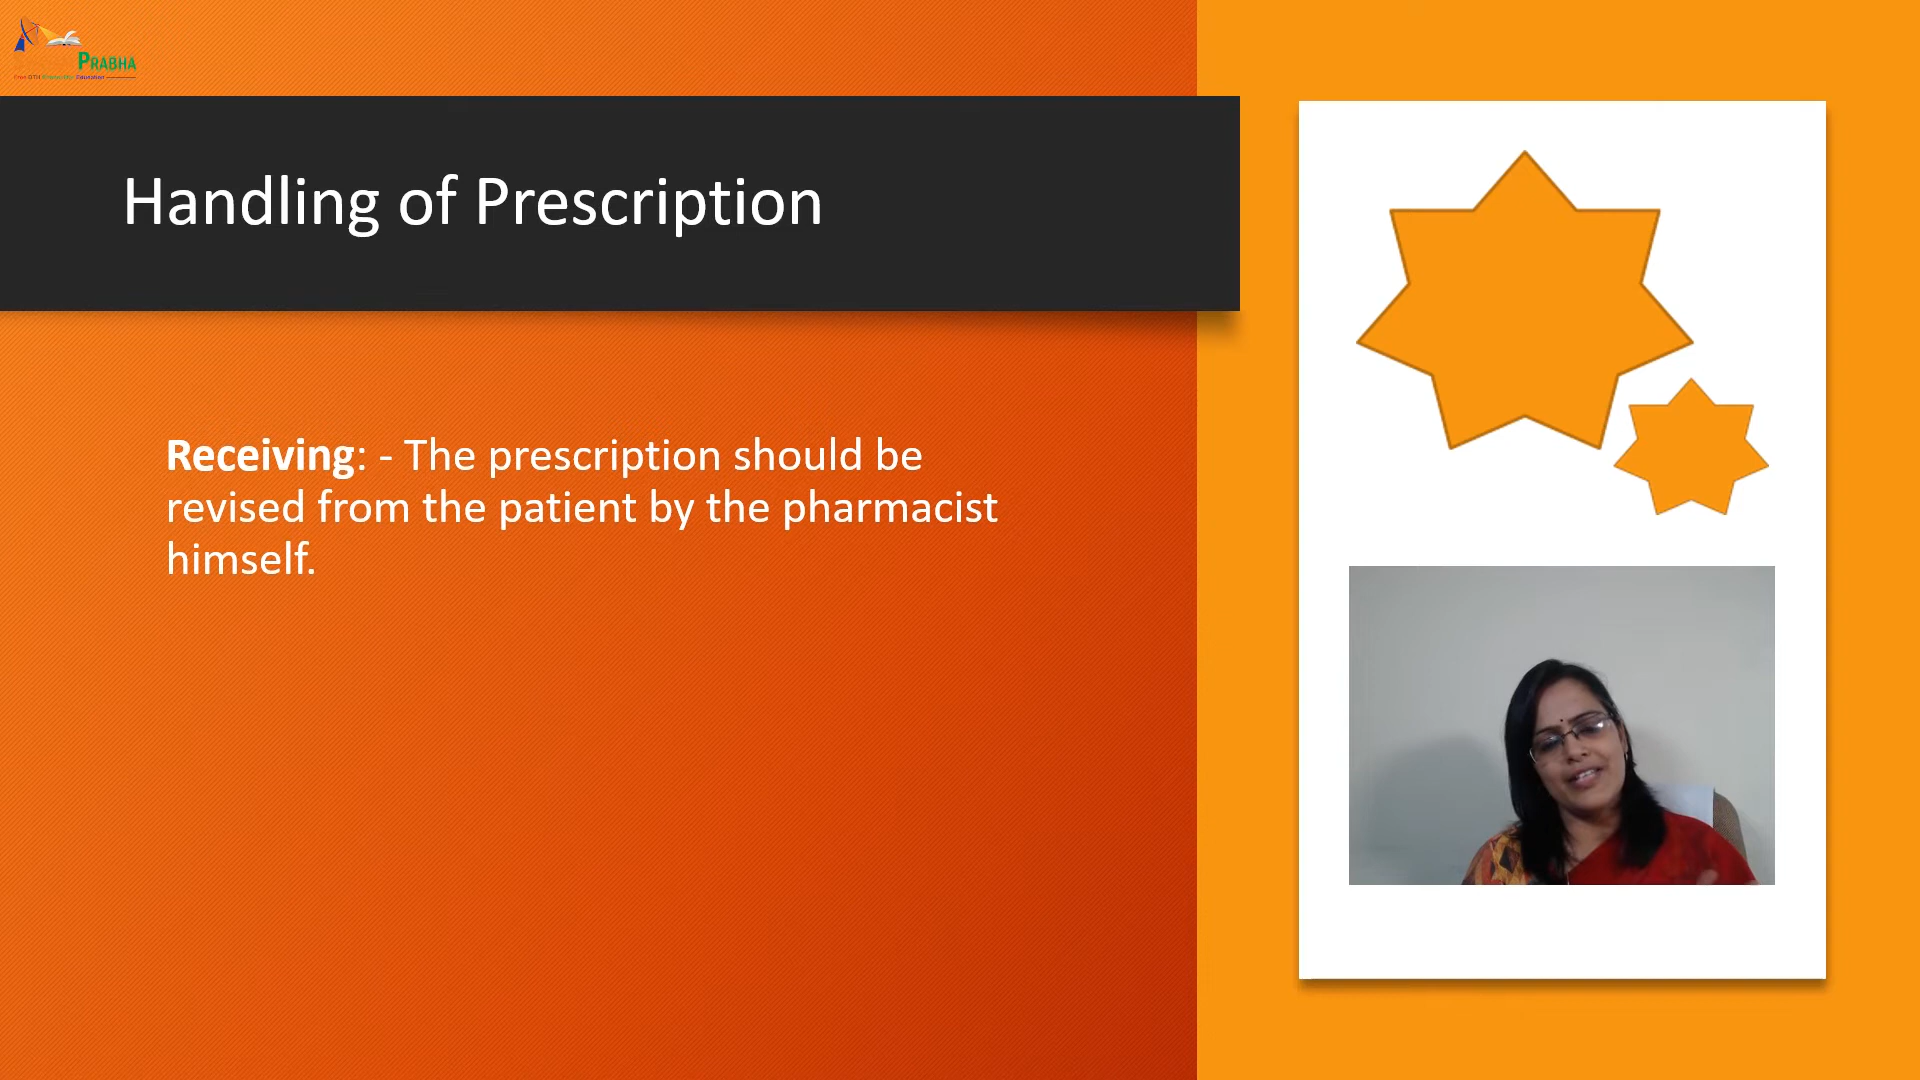 PRABHA
Handling of Prescription
Receiving: - The prescription should be
revised from the patient by the pharmacist
himself.